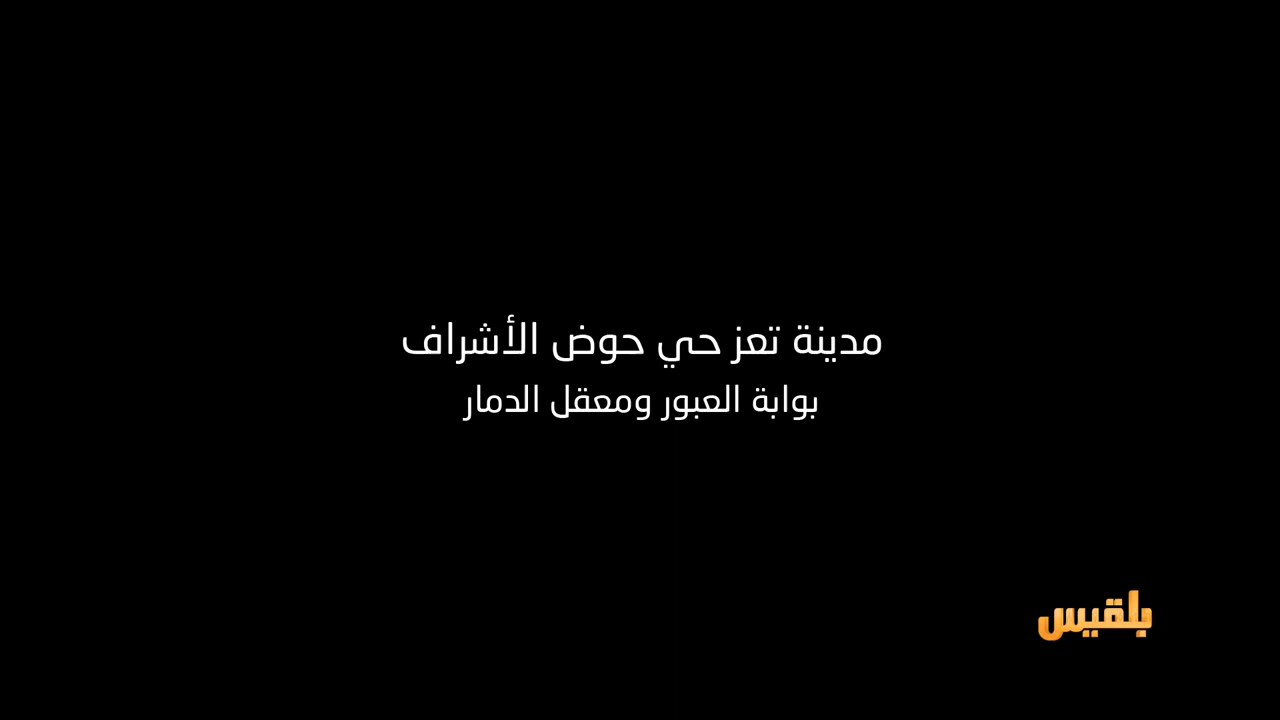 مدينة تعز حي حوض الأشراف
بوابة العبور ومعقل الدمار
بلقيس